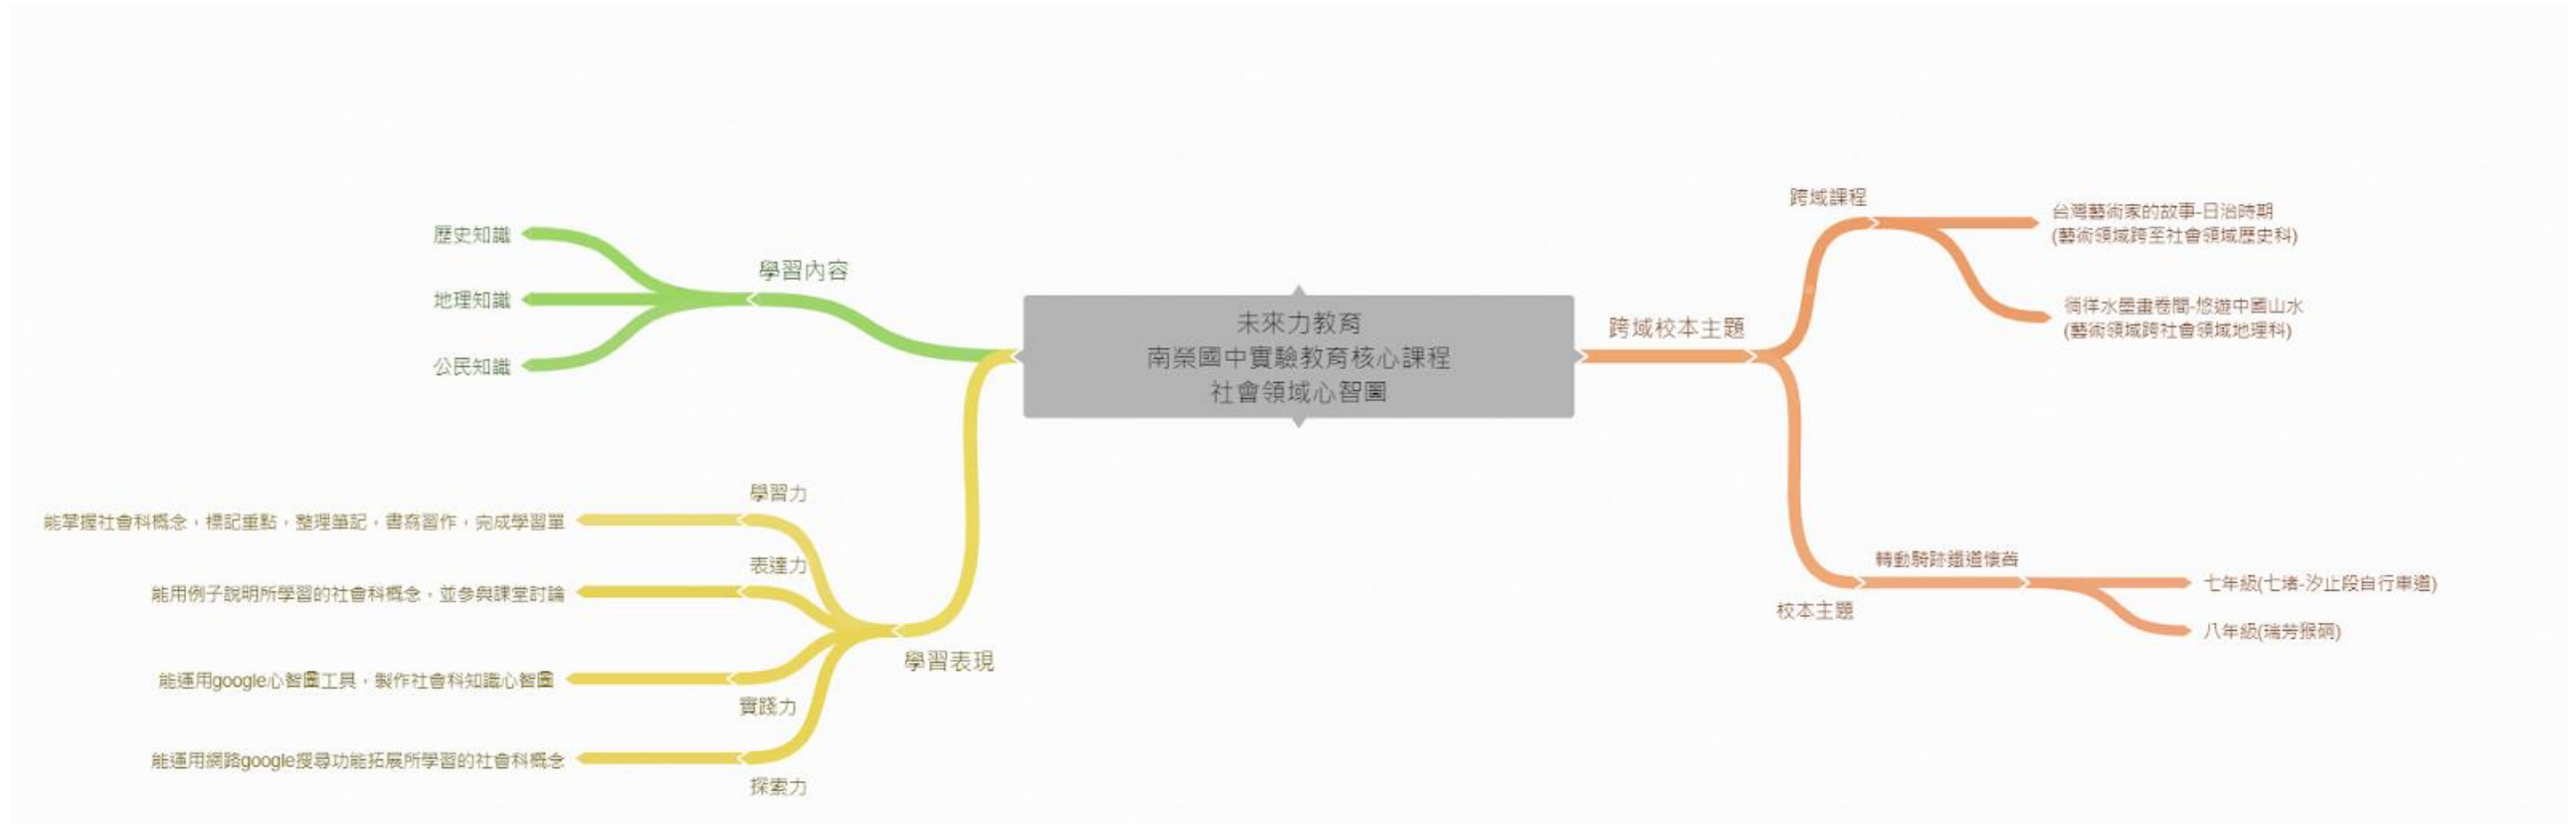 未來力教育
南榮國中實驗教育核心課程
社會領域心智圖
學習內容
歷史知識
地理知識
公民知識
學習表現
學習力
能掌握社會科概念，標記重點，整理筆記，書寫習作，完成學習單
表達力
能用例子說明所學習的社會科概念，並參與課堂討論
實踐力
能運用google心智圖工具，製作社會科知識心智圖
探索力
能運用網路google搜尋功能拓展所學習的社會科概念
跨域校本主題
跨域課程
台灣藝術家的故事-日治時期
(藝術領域跨至社會領域歷史科)
徜徉水墨畫卷間-悠遊中國山水
(藝術領域跨社會領域地理科)
校本主題
轉動騎跡鐵道懷舊
七年級(七堵-汐止段自行車道)
八年級(瑞芳猴硐)